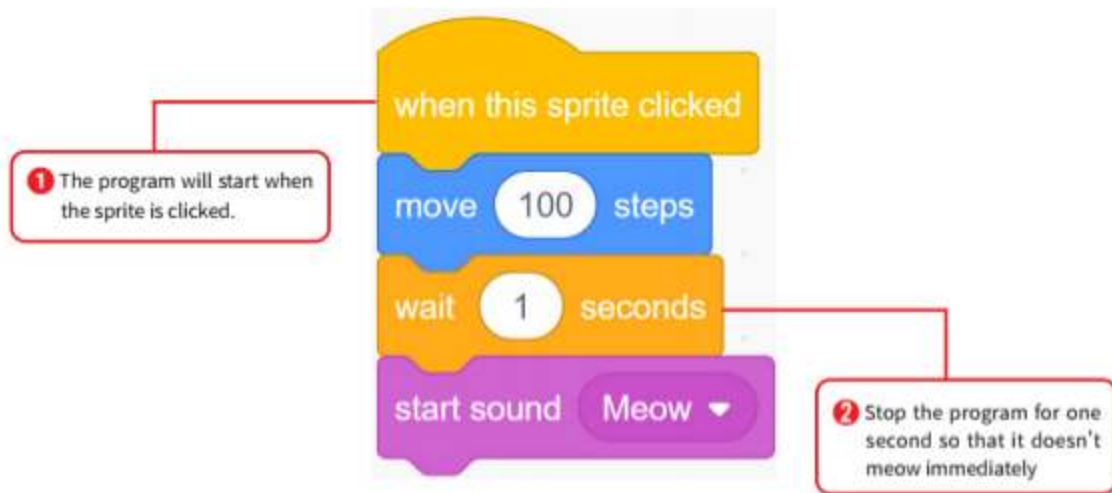 when this sprite clicked
1 The program will start when
the sprite is clicked.
move 100 steps
wait 1 seconds
start sound Meow
2 Stop the program for one
second so that it doesn't
meow immediately